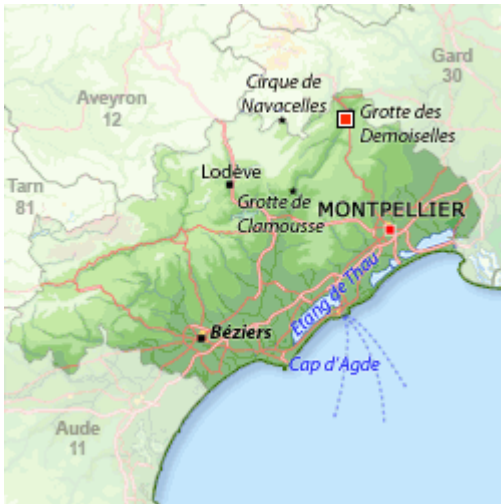 Gard
30
Cirque de
Navacelles
Aveyron
12
Grotte des
Demoiselles
Lodève
Tarn
81
Grotte de
Clamousse
MONTPELLIER
Etang de Thau
Béziers
Cap d'Agde
Aude
11